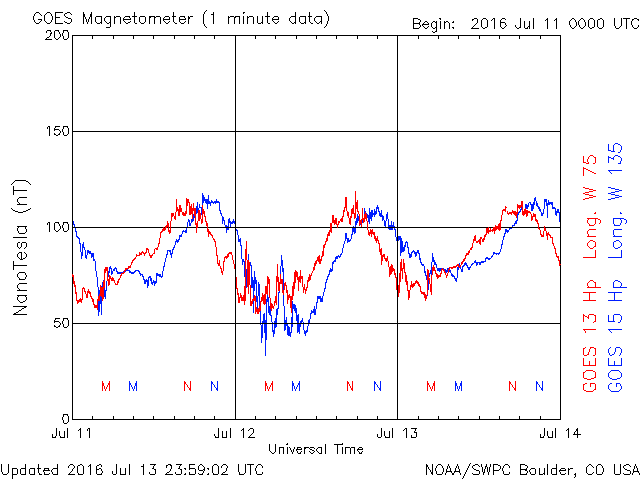 GOES Magnetometer (1 minute data)
Begin: 2016 Jul 11 0000 UTC
200
150
100
50
0
NanoTesla (nT)
M M N N M M N N M M N N
Jul 11 Jul 12 Jul 13 Jul 14
Universal Time
GOES 13 Hp Long. W 75
GOES 15 Hp Long. W 135
Updated 2016 Jul 13 23:59:02 UTC
NOAA/SWPC Boulder, CO USA